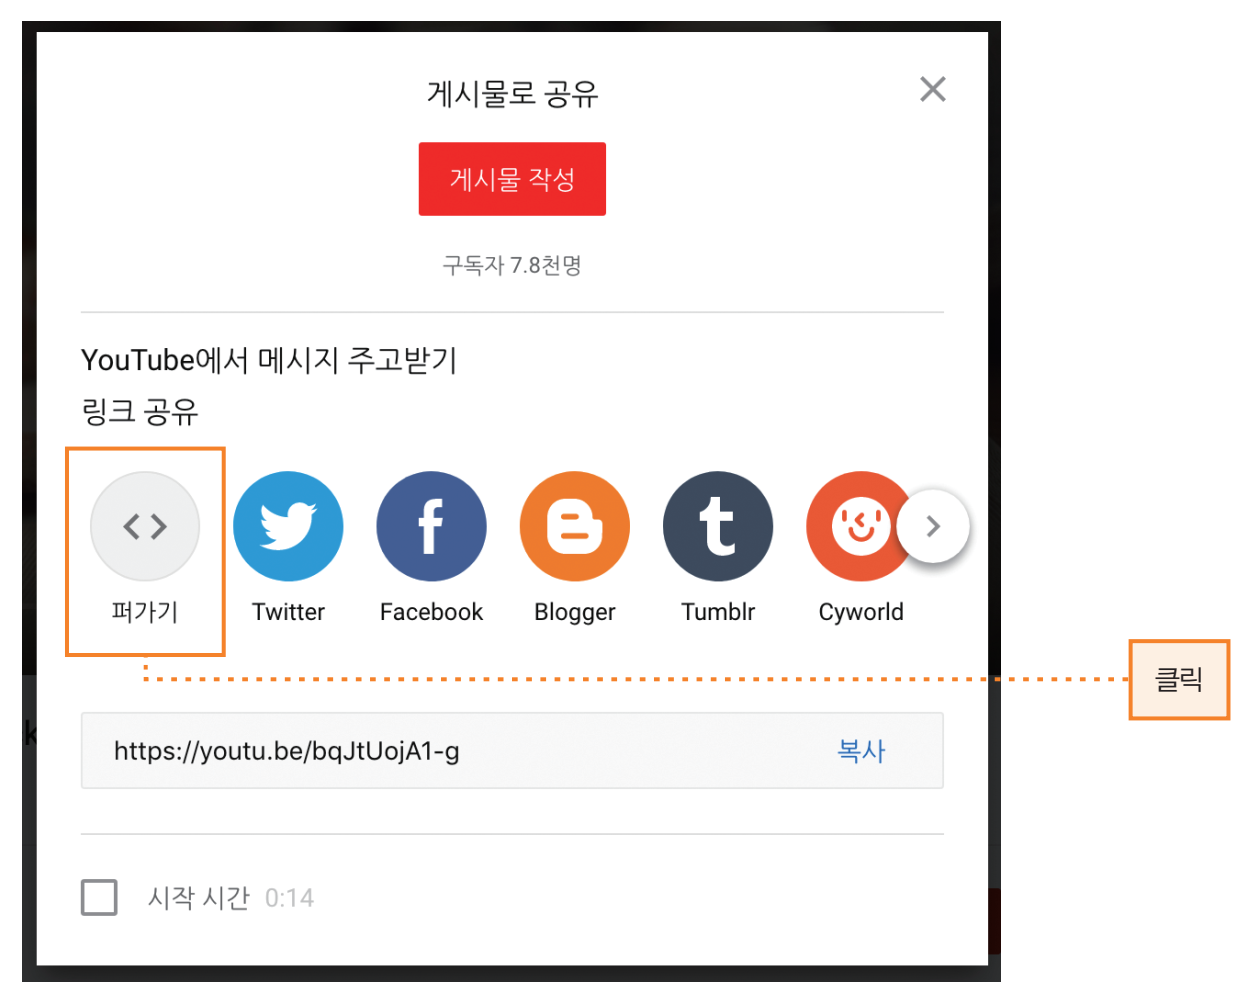 게시물로 공유
게시물 작성
구독자 7.8천명
YouTube에서 메시지 주고받기
링크 공유
퍼가기
Twitter
Facebook
Blogger
Tumblr
Cyworld
클릭
https://youtu.be/bqJtUojA1-g
복사
시작 시간 0:14